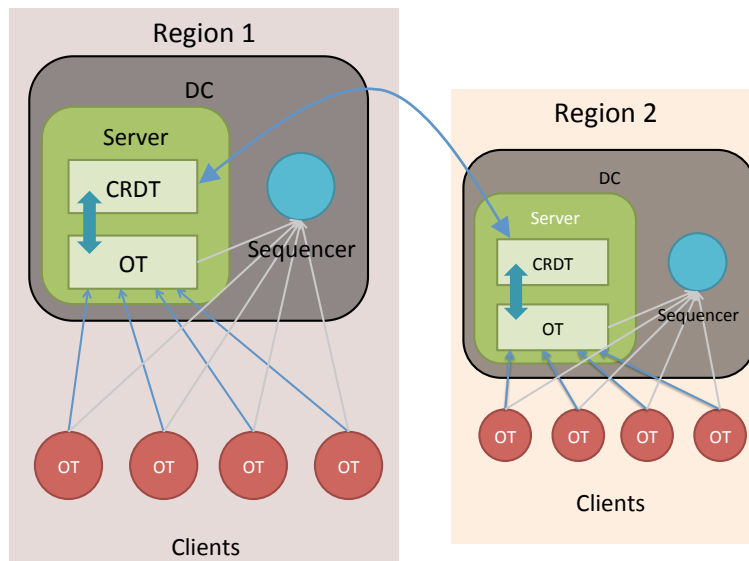 Region 1
DC
Server
CRDT
OT
Sequencer
OT
OT
OT
OT
Clients
Region 2
DC
Server
CRDT
OT
Sequencer
OT
OT
OT
OT
Clients